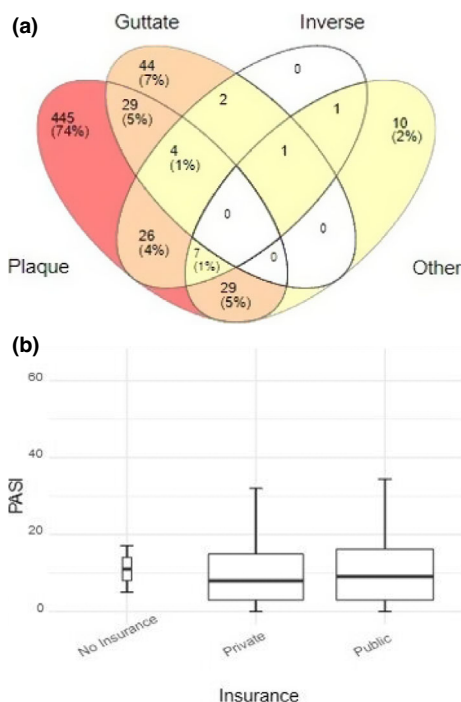 (a)
Guttate
Inverse
44
(7%)
0
445
(74%)
29
(5%)
2
1
10
(2%)
4
(1%)
1
0
26
(4%)
7
(1%)
0
0
Plaque
29
(5%)
Other
(b)
60
40
20
0
PASI
No Insurance
Private
Public
Insurance